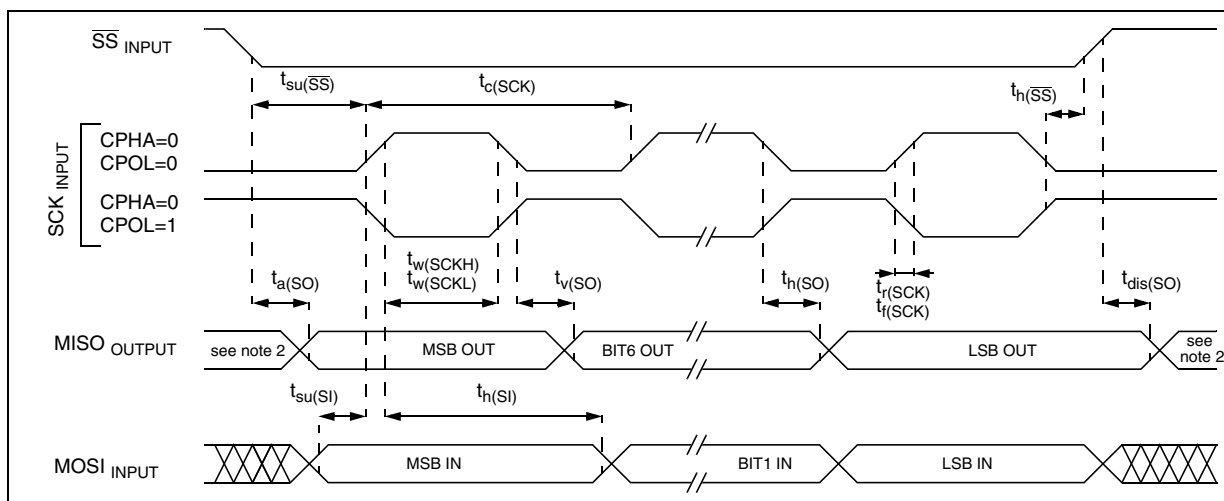 SS INPUT
tsu(SS)
tc(SCK)
th(SS)
SCK INPUT
CPHA=0
CPOL=0
CPHA=0
CPOL=1
ta(SO)
tw(SCKH)
tw(SCKL)
tv(SO)
th(SO)
tr(SCK)
tf(SCK)
tdis(SO)
MISO OUTPUT
see note 2
MSB OUT
BIT6 OUT
LSB OUT
see
note 2
tsu(SI)
th(SI)
MOSI INPUT
MSB IN
BIT1 IN
LSB IN